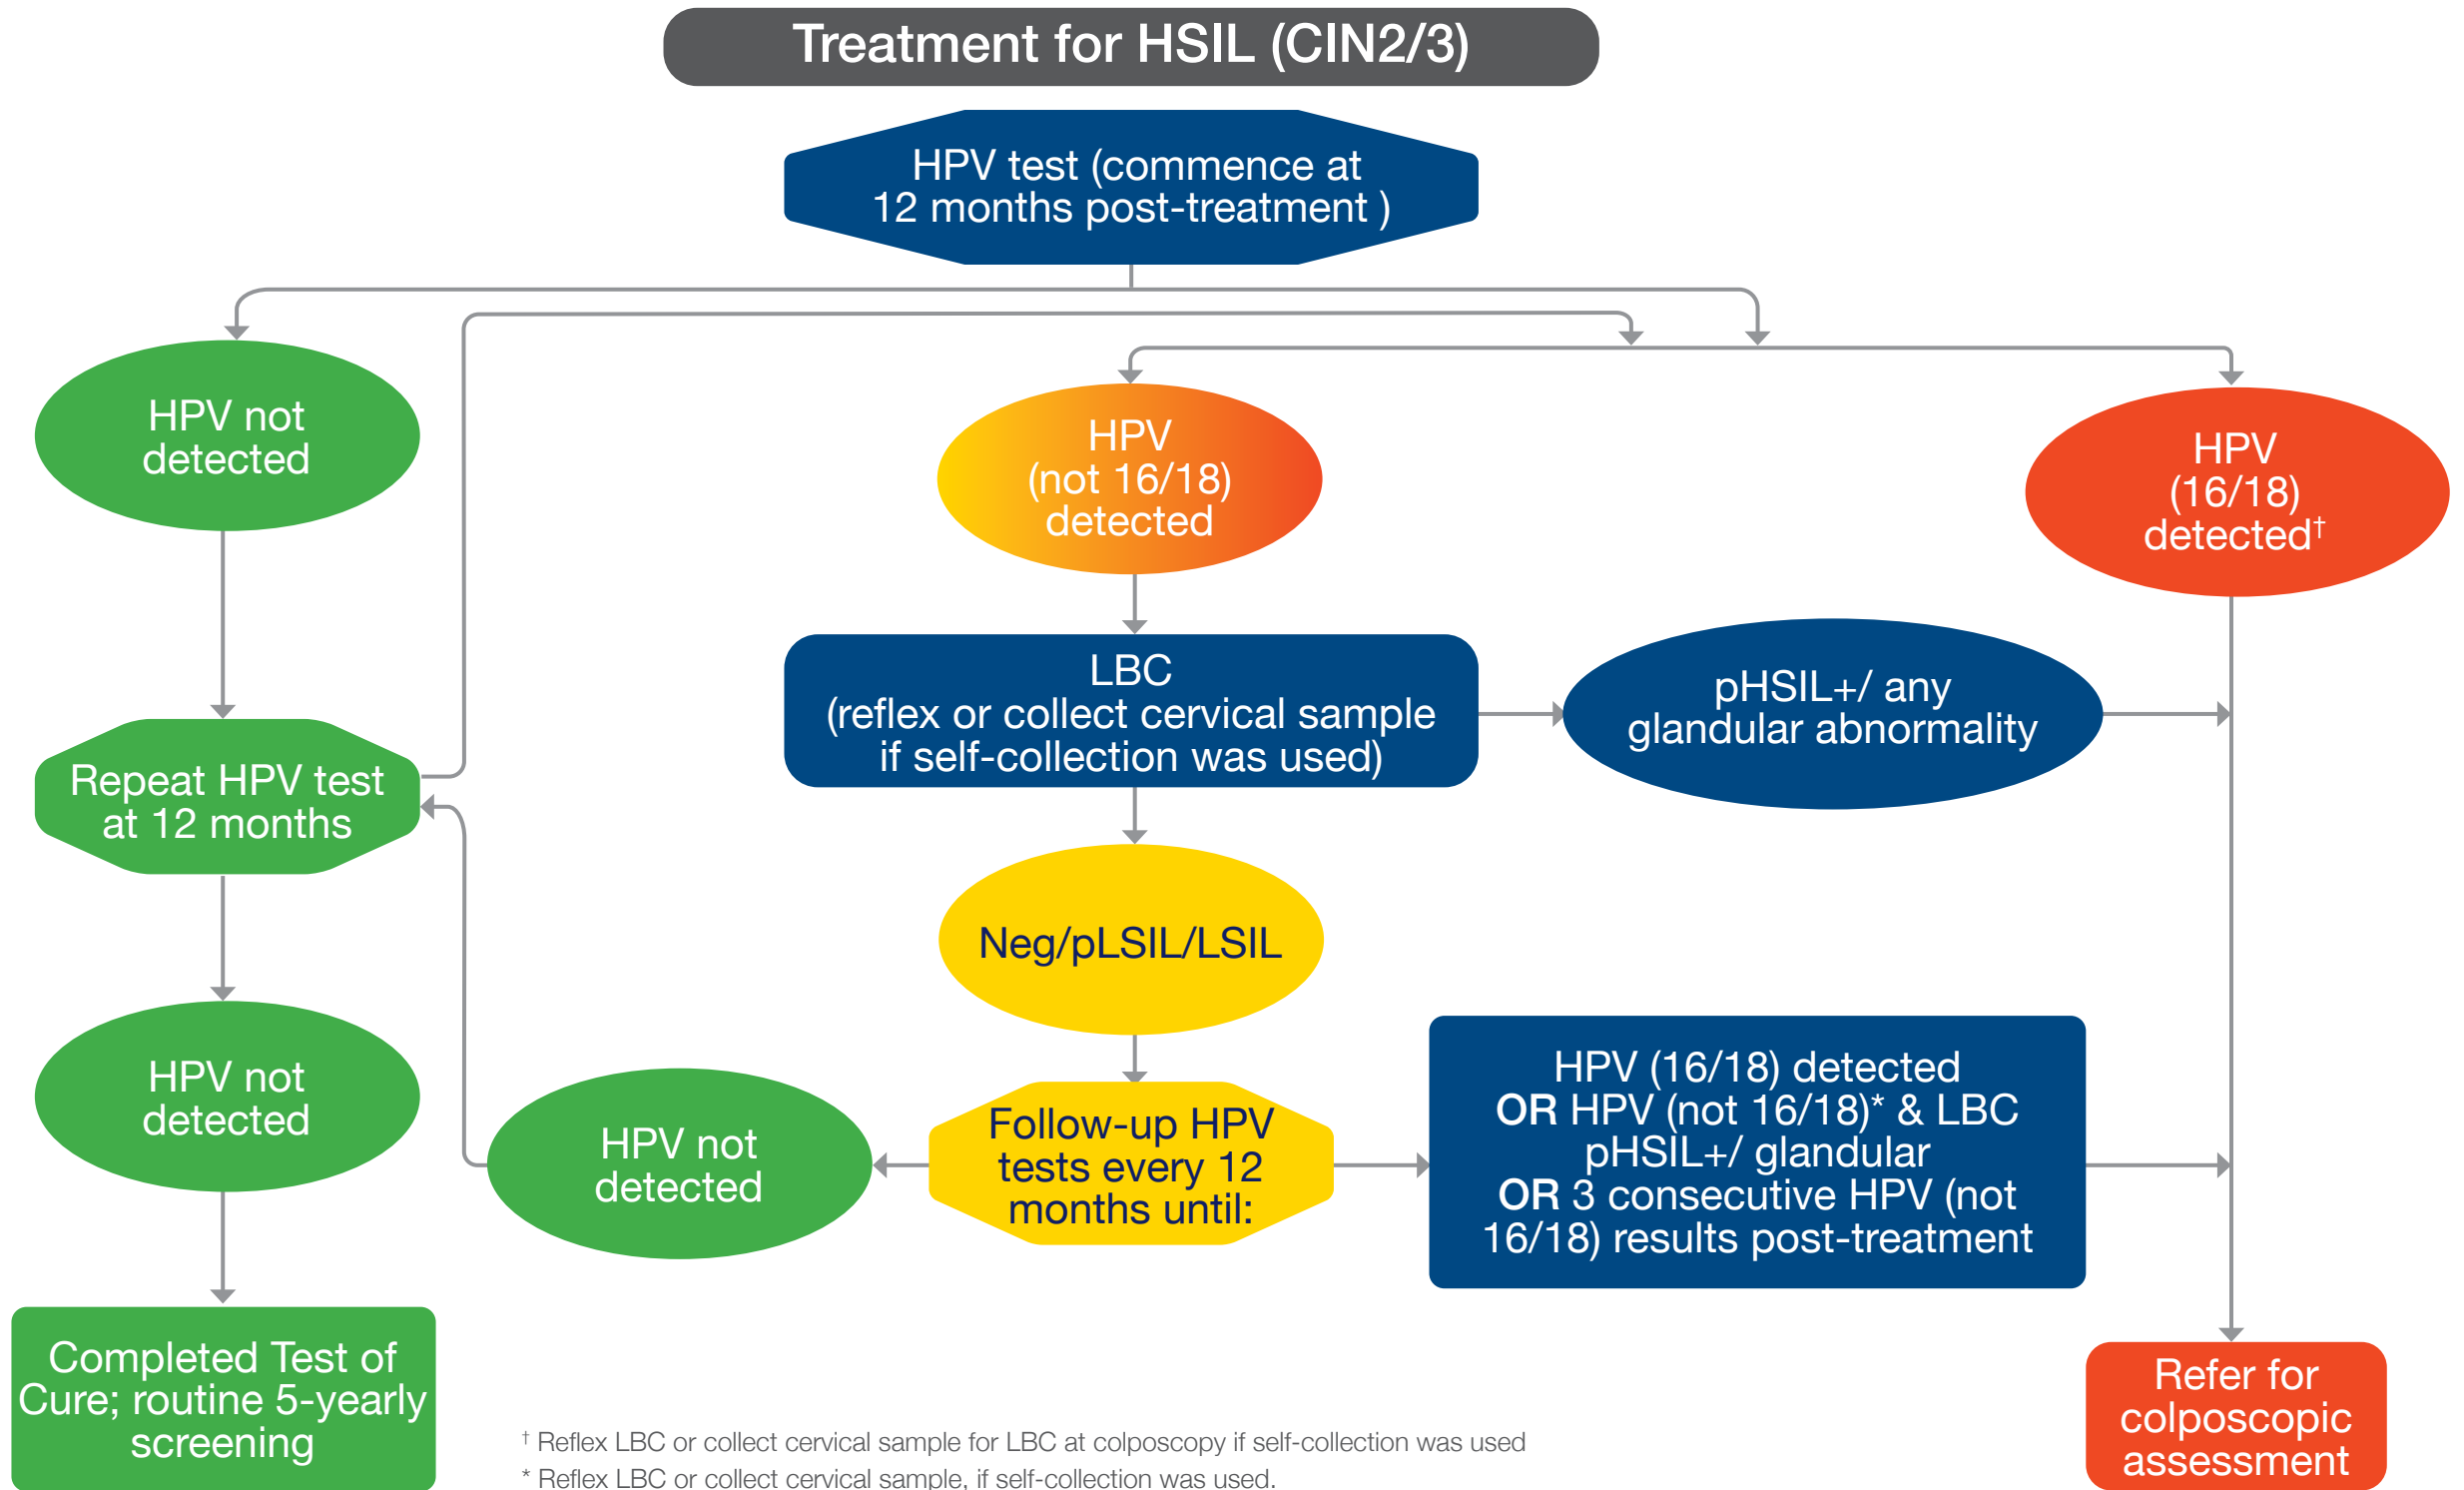 Treatment for HSIL (CIN2/3)
HPV test (commence at
12 months post-treatment )
HPV not
detected
HPV
(not 16/18)
detected
HPV
(16/18)
detected†
LBC
(reflex or collect cervical sample
if self-collection was used)
pHSIL+/ any
glandular abnormality
Repeat HPV test
at 12 months
Neg/pLSIL/LSIL
HPV not
detected
HPV not
detected
Follow-up HPV
tests every 12
months until:
HPV (16/18) detected
OR HPV (not 16/18)* & LBC
pHSIL+/ glandular
OR 3 consecutive HPV (not
16/18) results post-treatment
Completed Test of
Cure; routine 5-yearly
screening
Refer for
colposcopic
assessment
† Reflex LBC or collect cervical sample for LBC at colposcopy if self-collection was used
* Reflex LBC or collect cervical sample, if self-collection was used.